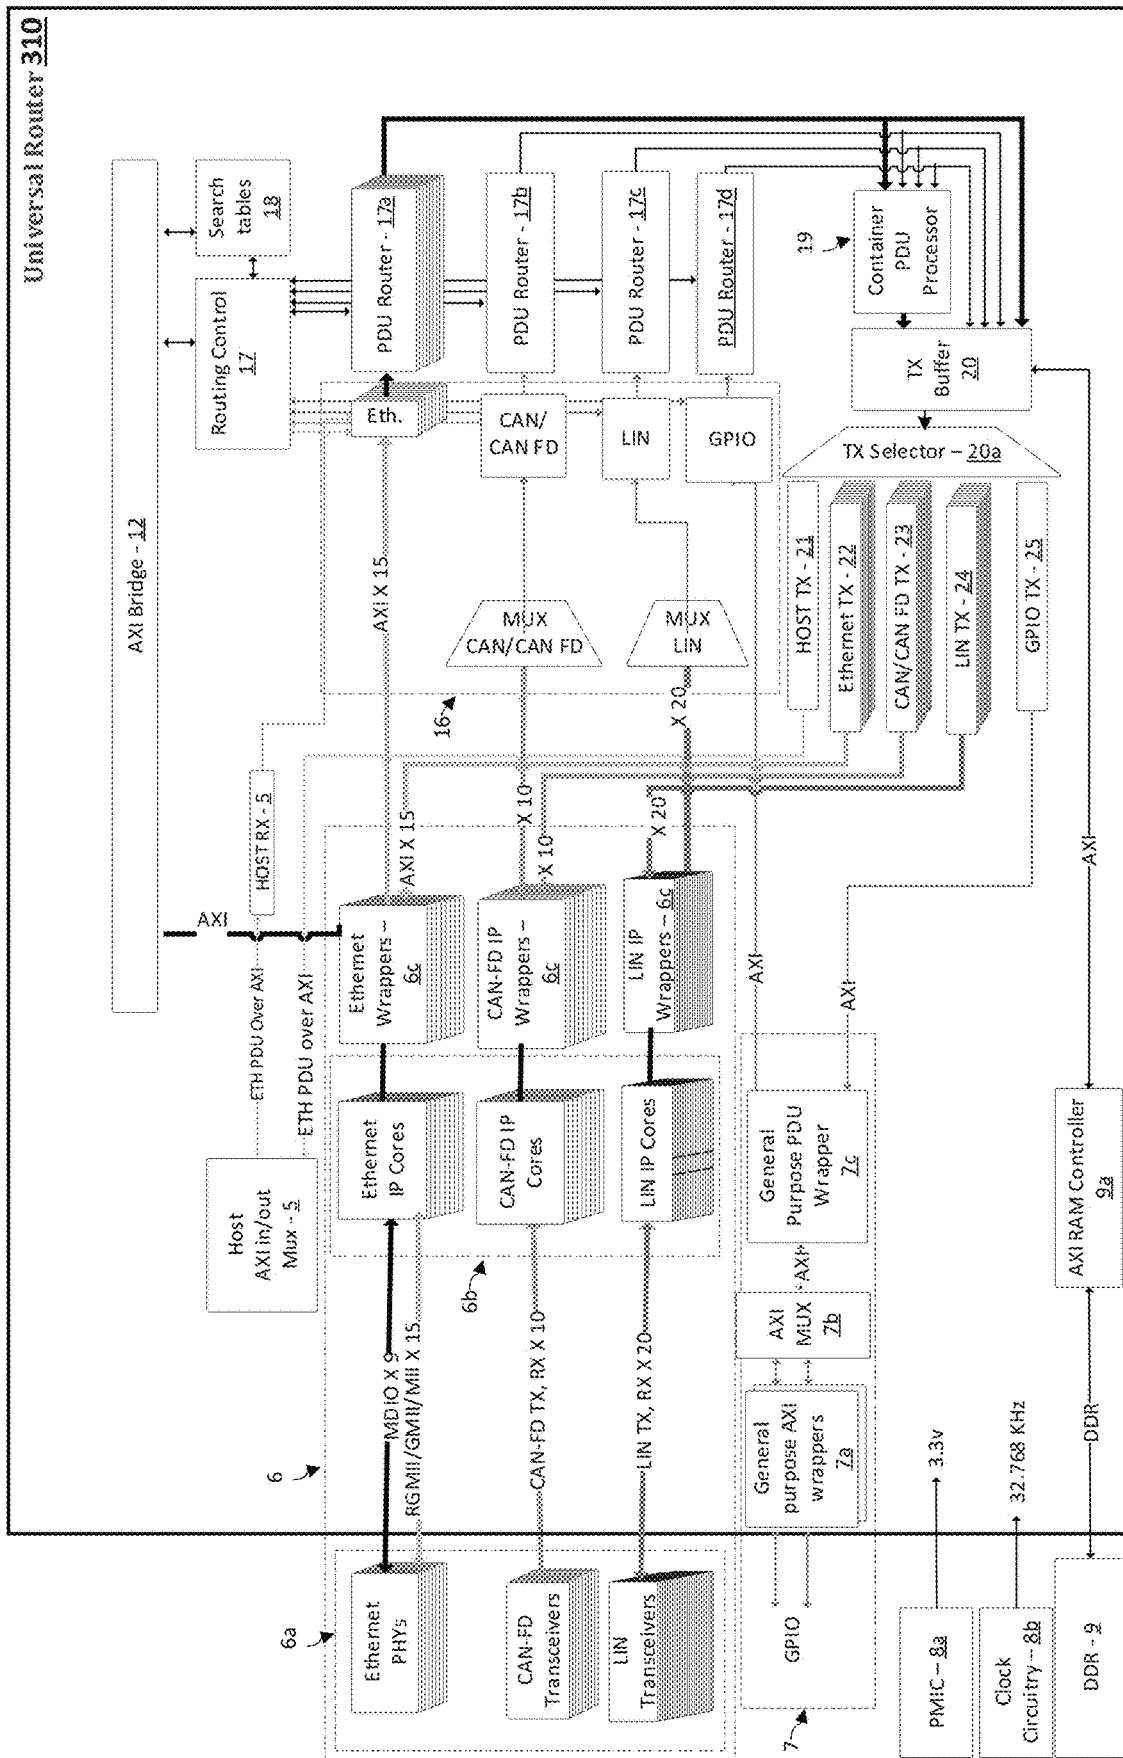 Universal Router 310
AXI Bridge - 12
Search
tables
18
Routing Control
17
PDU Router - 17a
PDU Router - 17b
PDU Router - 17c
PDU Router - 17d
19
Container
PDU
Processor
TX
Buffer
20
TX Selector – 20a
Eth.
CAN/
CAN FD
LIN
GPIO
AXI X 15
MUX
CAN/CAN FD
MUX
LIN
16
X 20
HOST TX - 21
Ethernet TX - 22
CAN/CAN FD TX - 23
LIN TX - 24
GPIO TX - 25
HOST RX - 5
AXI
ETH PDU Over AXI
ETH PDU over AXI
AXI X 15
X 10
X 10
X 20
AXI
AXI
AXI
Ethernet
Wrappers –
6c
CAN-FD IP
Wrappers –
6c
LIN IP
Wrappers – 6c
Host
AXI in/out
Mux – 5
Ethernet
IP Cores
CAN-FD IP
Cores
LIN IP Cores
6b
General
Purpose PDU
Wrapper
7c
AXI
AXI
MUX
7b
General
purpose AXI
wrappers
7a
AXI RAM Controller
9a
6
MDIO X 9
RGMII/GMII/MII X 15
CAN-FD TX, RX X 10
LIN TX, RX X 20
3.3v
32.768 KHz
DDR
6a
Ethernet
PHYs
CAN-FD
Transceivers
LIN
Transceivers
GPIO
7
PMIC – 8a
Clock
Circuitry – 8b
DDR - 9